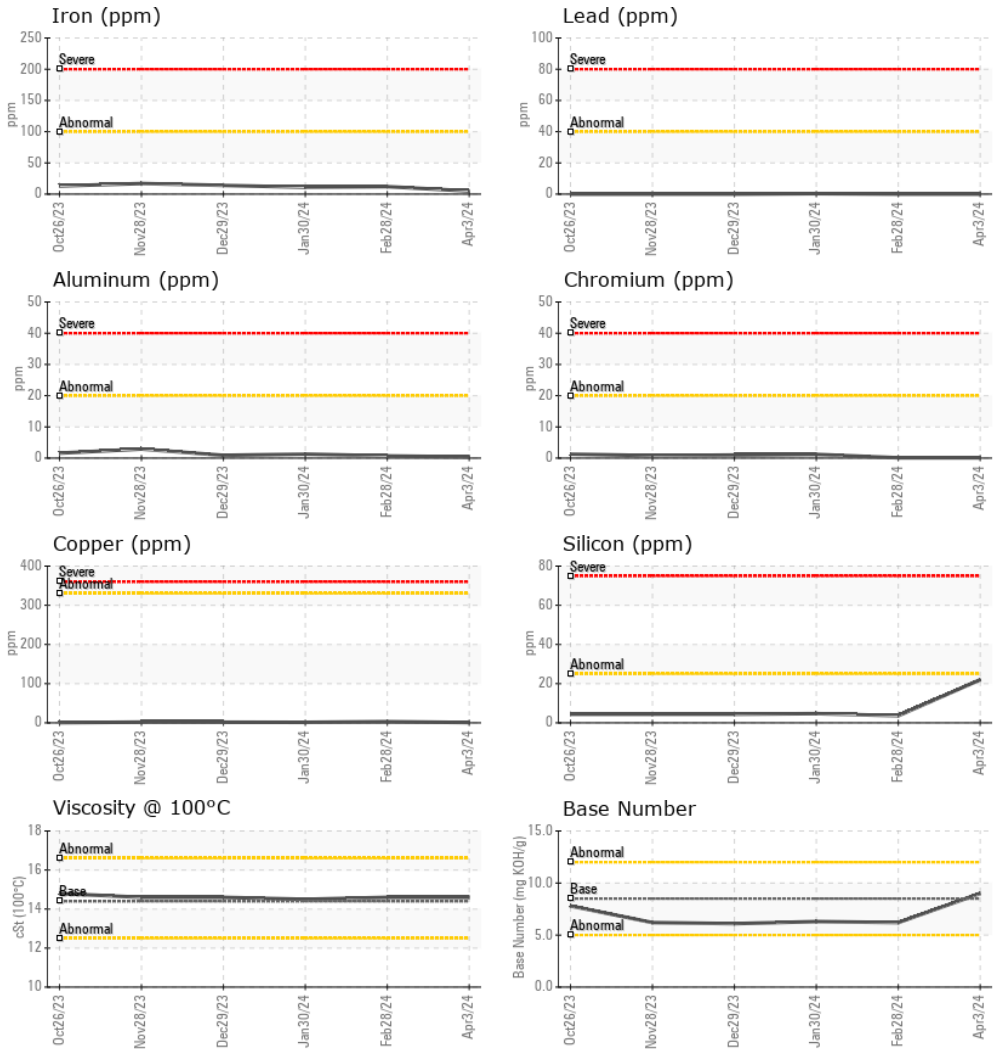 Iron (ppm)
ppm
250
200
150
100
50
0
Severe
Abnormal
Oct26/23
Nov28/23
Dec29/23
Jan30/24
Feb28/24
Apr3/24
Lead (ppm)
ppm
100
80
60
40
20
0
Severe
Abnormal
Oct26/23
Nov28/23
Dec29/23
Jan30/24
Feb28/24
Apr3/24
Aluminum (ppm)
ppm
50
40
30
20
10
0
Severe
Abnormal
Oct26/23
Nov28/23
Dec29/23
Jan30/24
Feb28/24
Apr3/24
Chromium (ppm)
ppm
50
40
30
20
10
0
Severe
Abnormal
Oct26/23
Nov28/23
Dec29/23
Jan30/24
Feb28/24
Apr3/24
Copper (ppm)
ppm
400
300
200
100
0
Severe
Abnormal
Oct26/23
Nov28/23
Dec29/23
Jan30/24
Feb28/24
Apr3/24
Silicon (ppm)
ppm
80
60
40
20
0
Severe
Abnormal
Oct26/23
Nov28/23
Dec29/23
Jan30/24
Feb28/24
Apr3/24
Viscosity @ 100°C
cSt (100°C)
18
16
14
12
10
Abnormal
Base
Abnormal
Oct26/23
Nov28/23
Dec29/23
Jan30/24
Feb28/24
Apr3/24
Base Number
Base Number (mg KOH/g)
15.0
10.0
5.0
0.0
Abnormal
Base
Abnormal
Oct26/23
Nov28/23
Dec29/23
Jan30/24
Feb28/24
Apr3/24